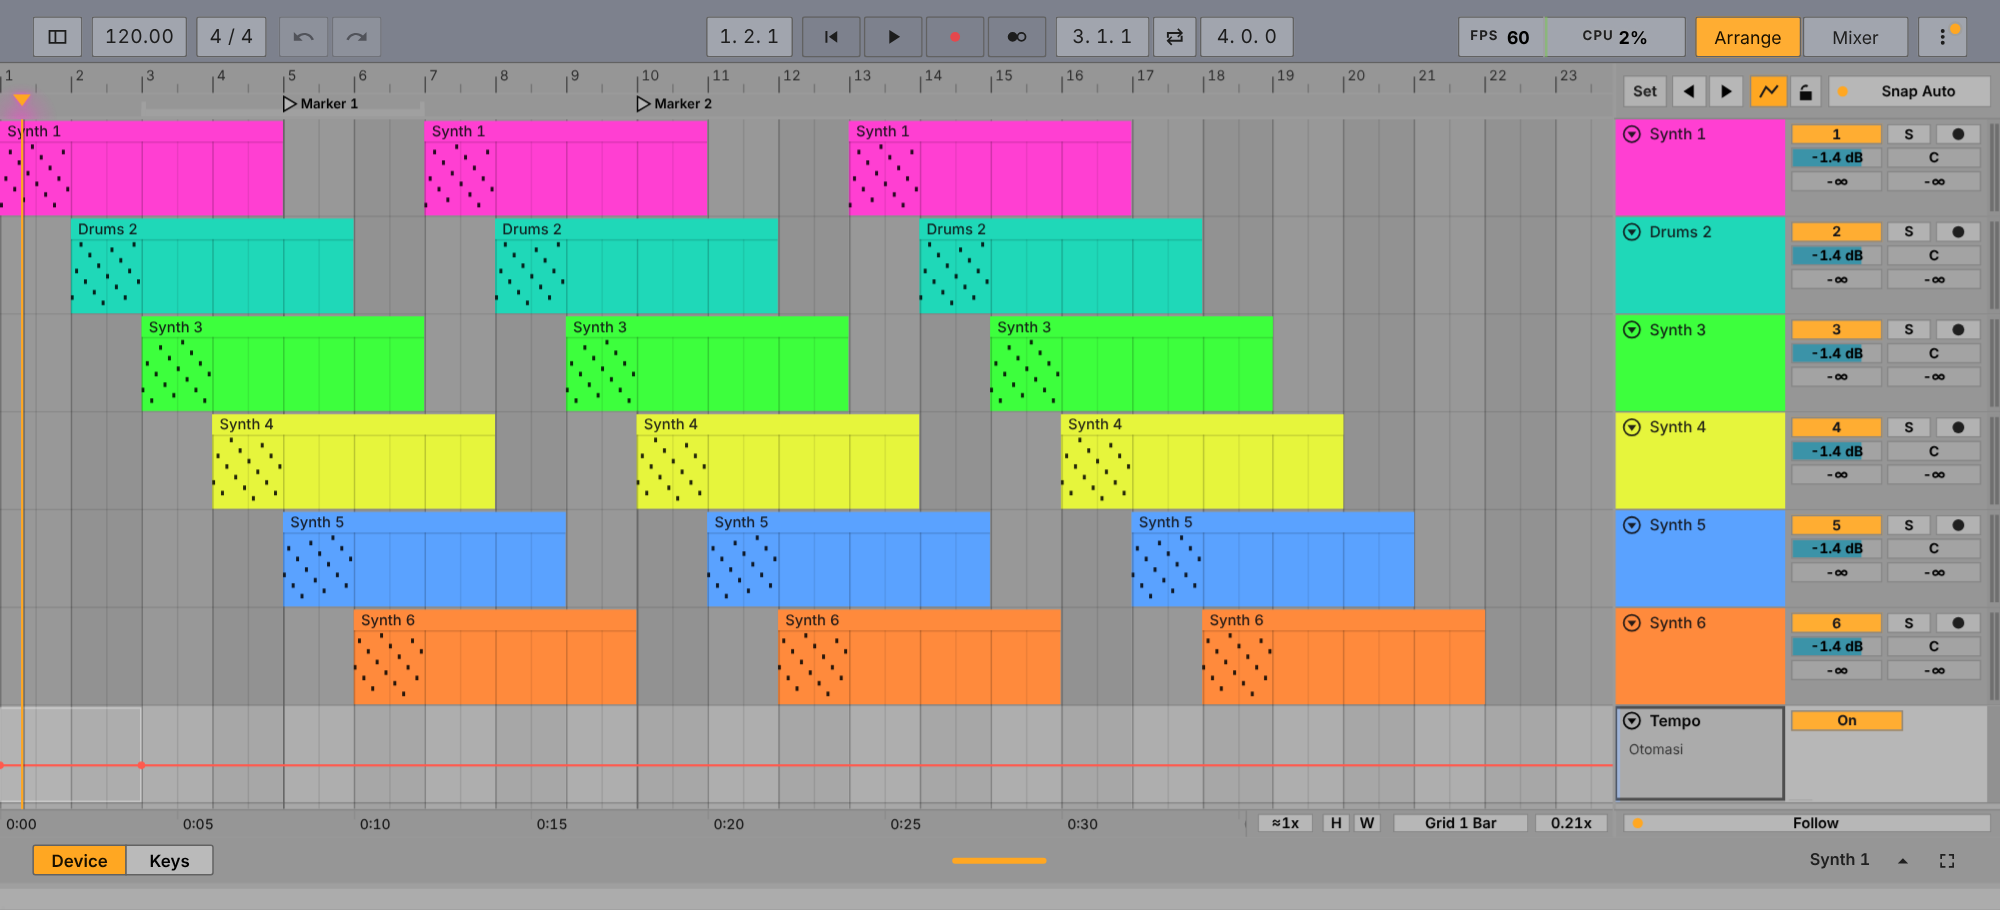 120.00 4 / 4 1. 2. 1 3. 1. 1 4. 0. 0 FPS 60 CPU 2% Arrange Mixer
1 2 3 4 5 6 7 8 9 10 11 12 13 14 15 16 17 18 19 20 21 22 23
Marker 1 Marker 2 Set Snap Auto
Synth 1 Synth 1 Synth 1 Synth 1 1 S
-1.4 dB C
-∞ -∞
Drums 2 Drums 2 Drums 2 Drums 2 2 S
-1.4 dB C
-∞ -∞
Synth 3 Synth 3 Synth 3 Synth 3 3 S
-1.4 dB C
-∞ -∞
Synth 4 Synth 4 Synth 4 Synth 4 4 S
-1.4 dB C
-∞ -∞
Synth 5 Synth 5 Synth 5 Synth 5 5 S
-1.4 dB C
-∞ -∞
Synth 6 Synth 6 Synth 6 Synth 6 6 S
-1.4 dB C
-∞ -∞
Tempo On
Otomasi
0:00 0:05 0:10 0:15 0:20 0:25 0:30 ≈1x H W Grid 1 Bar 0.21x Follow
Device Keys Synth 1